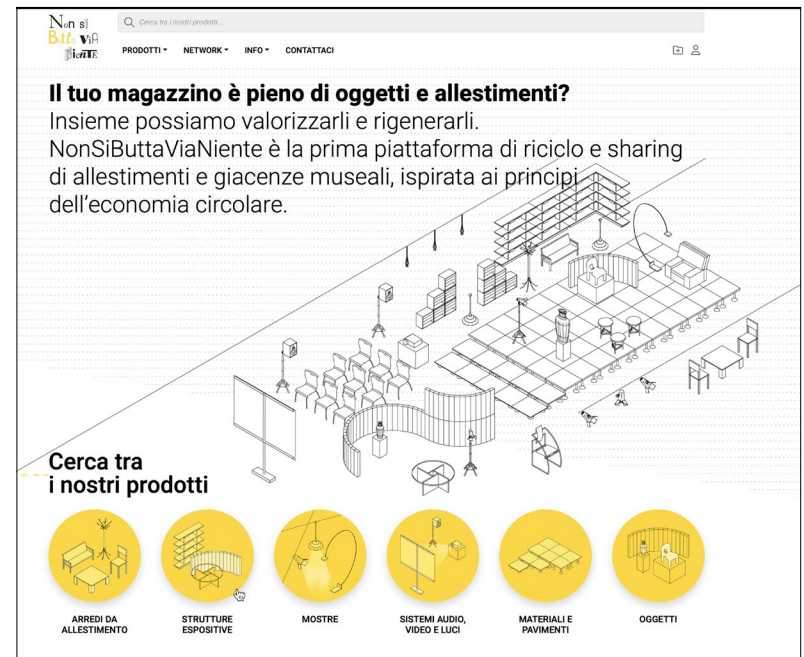 Non si
Butta Via
NiENTE
Cerca tra i nostri prodotti...
PRODOTTI
NETWORK
INFO
CONTATTACI
Il tuo magazzino è pieno di oggetti e allestimenti?
Insieme possiamo valorizzarli e rigenerarli.
NonSiButtaViaNiente è la prima piattaforma di riciclo e sharing
di allestimenti e giacenze museali, ispirata ai principi
dell’economia circolare.
Cerca tra
i nostri prodotti
ARREDI DA
ALLESTIMENTO
STRUTTURE
ESPOSITIVE
MOSTRE
SISTEMI AUDIO,
VIDEO E LUCI
MATERIALI E
PAVIMENTI
OGGETTI